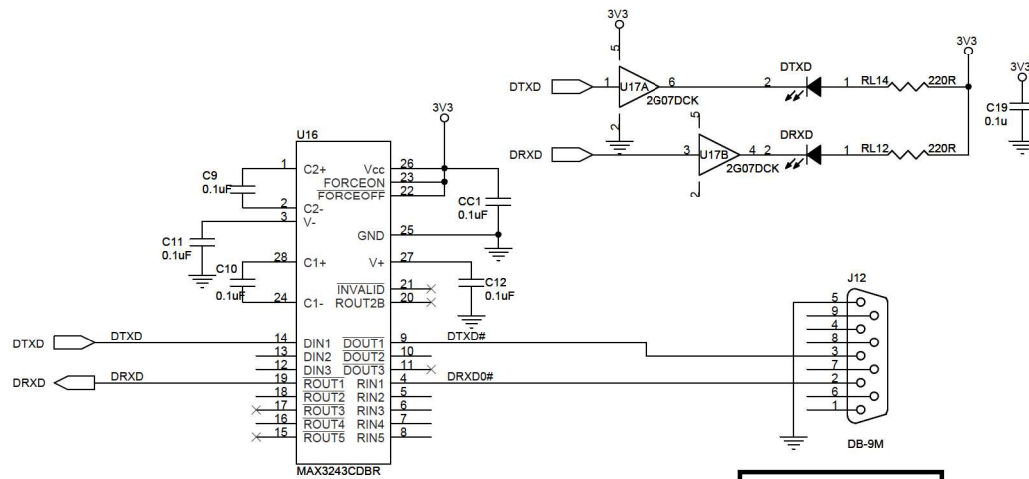 3V3
5
DTXD
1
U17A
6
2G07DCK
2
DTXD
2
1
RL14
220R
3V3
3V3
C19
0.1u
DRXD
3
5
U17B
4
2G07DCK
2
2
DRXD
1
RL12
220R
3V3
U16
1
C2+
Vcc
26
FORCEON
23
FORCEOFF
22
C9
0.1uF
2
C2-
3
V-
CC1
0.1uF
GND
25
C11
0.1uF
28
C1+
V+
27
C10
0.1uF
C12
0.1uF
INVALID
21
24
C1-
ROUT2B
20
DTXD
DTXD
14
DIN1
DOUT1
9
DTXD#
13
DIN2
DOUT2
10
12
DIN3
DOUT3
11
DRXD
DRXD
19
ROUT1
RIN1
4
DRXD0#
18
ROUT2
RIN2
5
17
ROUT3
RIN3
6
16
ROUT4
RIN4
7
15
ROUT5
RIN5
8
MAX3243CDBR
J12
5
9
4
8
3
7
2
6
1
DB-9M